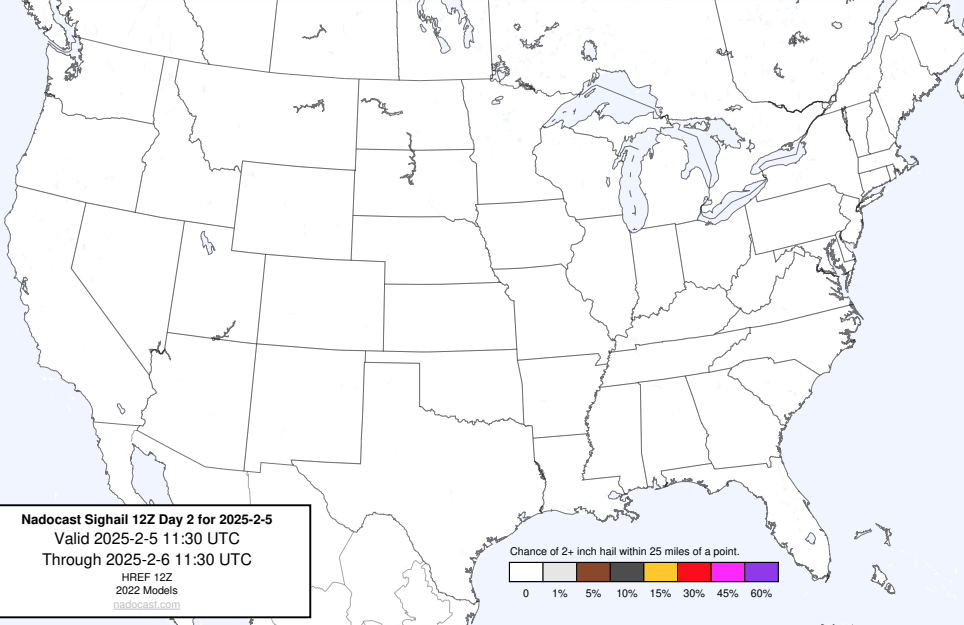 Nadocast Sighail 12Z Day 2 for 2025-2-5
Valid 2025-2-5 11:30 UTC
Through 2025-2-6 11:30 UTC
HREF 12Z
2022 Models
nadocast.com
Chance of 2+ inch hail within 25 miles of a point.
0 1% 5% 10% 15% 30% 45% 60%